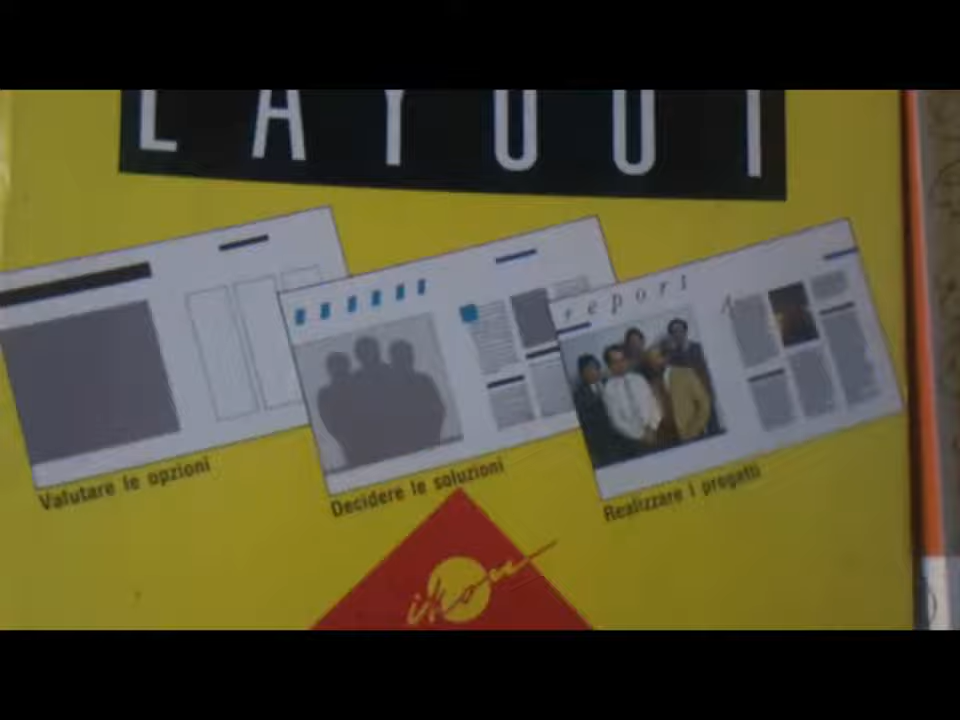 LAYOUT
report
Valutare le opzioni
Decidere le soluzioni
Realizzare i progetti
ikon